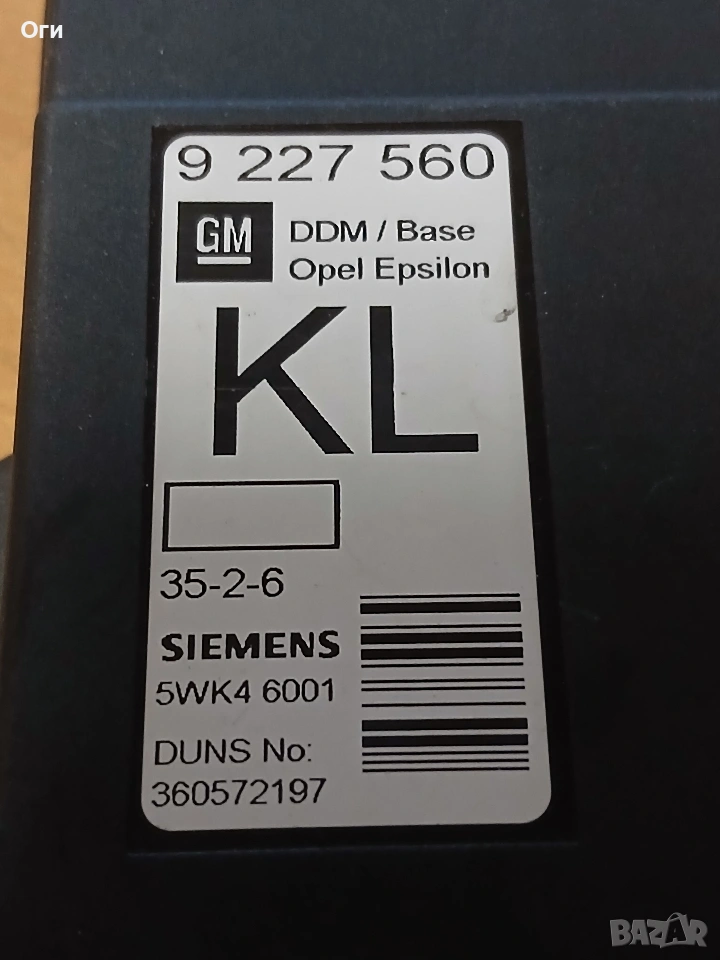 Оги
9 227 560
GM
DDM / Base
Opel Epsilon
KL
35-2-6
SIEMENS
5WK4 6001
DUNS No:
360572197
BAZAR